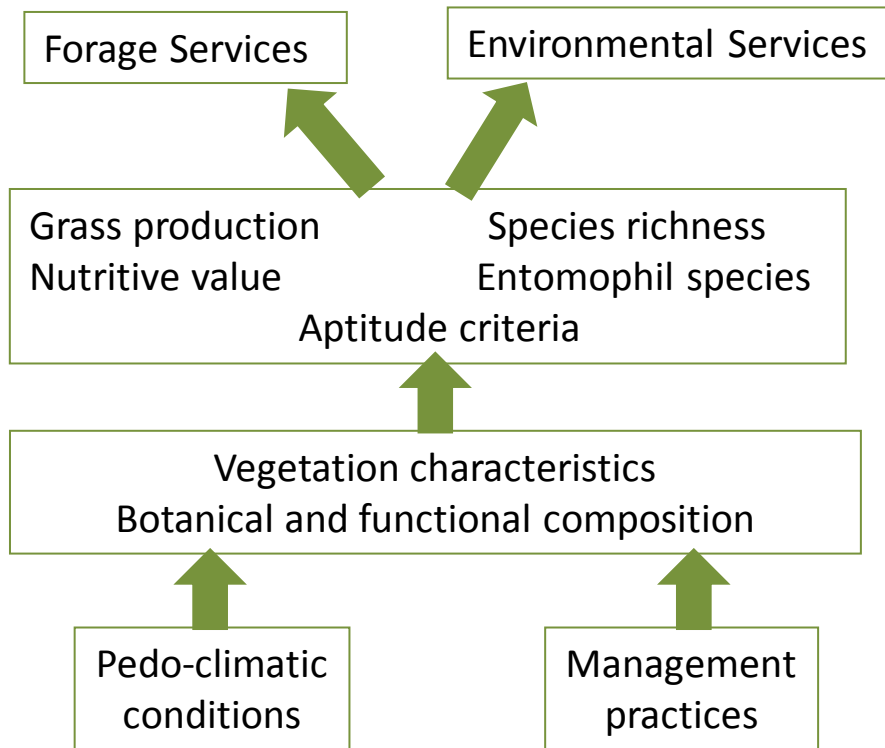 Forage Services
Environmental Services
Grass production
Species richness
Nutritive value
Entomophil species
Aptitude criteria
Vegetation characteristics
Botanical and functional composition
Pedo-climatic
conditions
Management
practices